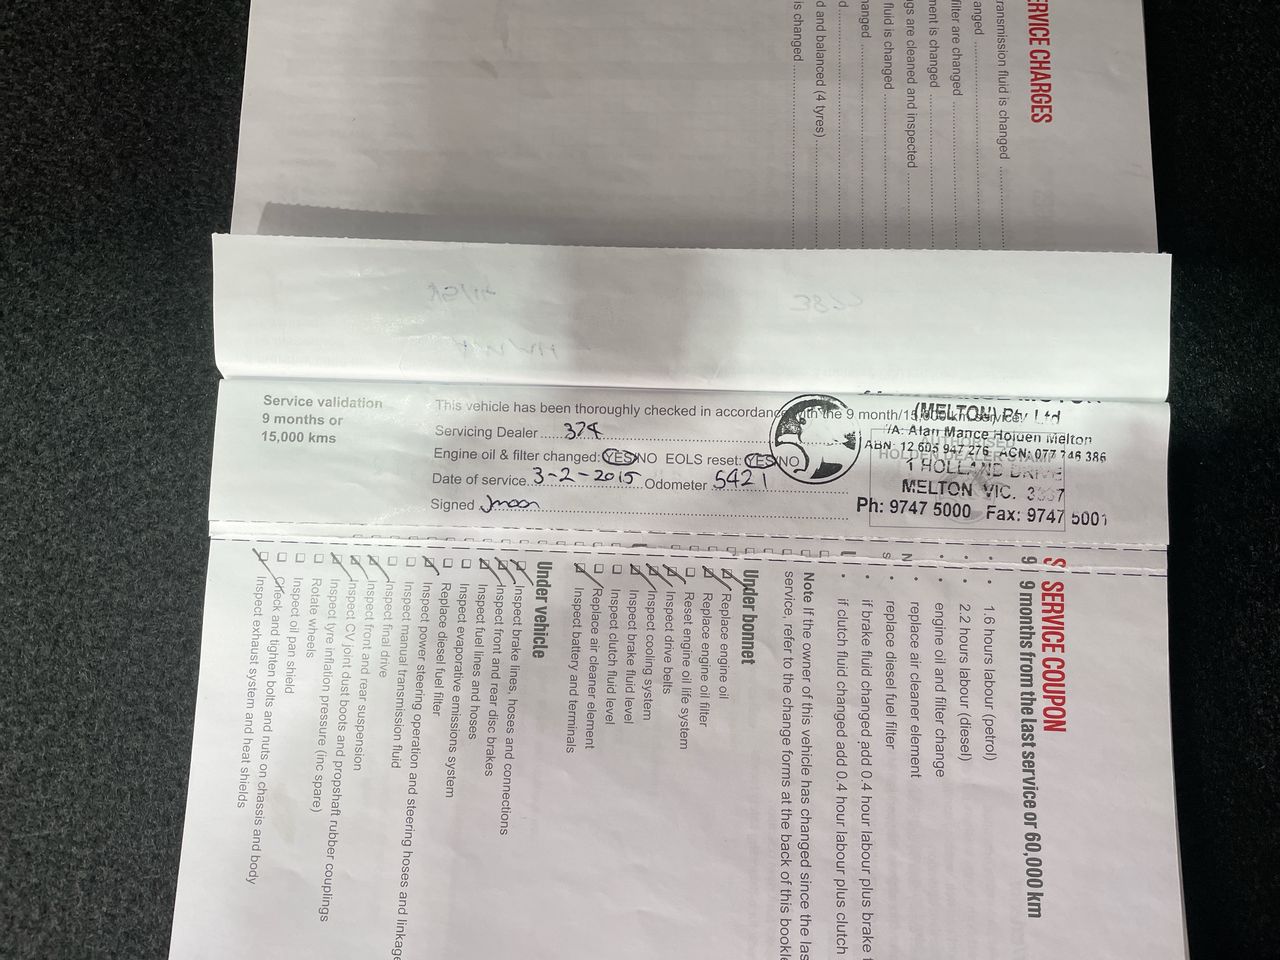 SERVICE CHARGES
ransmission fluid is changed
anged
filter are changed
ment is changed
gs are cleaned and inspected
fluid is changed
hanged
d.
d and balanced (4 tyres)
is changed
Service validation
9 months or
15,000 kms
This vehicle has been thoroughly checked in accordance with the 9 month/15,000 km service.
Servicing Dealer 374
Engine oil & filter changed: YES/NO EOLS reset: YES/NO
Date of service 3-2-2015 Odometer 5421
Signed Jmoon
(MELTON) Pty Ltd
T/A: Alan Mance Holden Melton
ABN: 12 605 947 276 ACN: 077 746 386
1 HOLLAND DRIVE
MELTON VIC. 3337
Ph: 9747 5000 Fax: 9747 5001
S SERVICE COUPON
9 9 months from the last service or 60,000 km
• 1.6 hours labour (petrol)
• 2.2 hours labour (diesel)
• engine oil and filter change
• replace air cleaner element
• replace diesel fuel filter
• if brake fluid changed add 0.4 hour labour plus brake f
• if clutch fluid changed add 0.4 hour labour plus clutch
Note If the owner of this vehicle has changed since the las
service, refer to the change forms at the back of this bookle
Under bonnet
Replace engine oil
Replace engine oil filter
Reset engine oil life system
Inspect drive belts
Inspect cooling system
Inspect brake fluid level
Inspect clutch fluid level
Replace air cleaner element
Inspect battery and terminals
Under vehicle
Inspect brake lines, hoses and connections
Inspect front and rear disc brakes
Inspect fuel lines and hoses
Inspect evaporative emissions system
Replace diesel fuel filter
Inspect power steering operation and steering hoses and linkage
Inspect manual transmission fluid
Inspect final drive
Inspect front and rear suspension
Inspect CV joint dust boots and propshaft rubber couplings
Inspect tyre inflation pressure (inc spare)
Rotate wheels
Inspect oil pan shield
Check and tighten bolts and nuts on chassis and body
Inspect exhaust system and heat shields